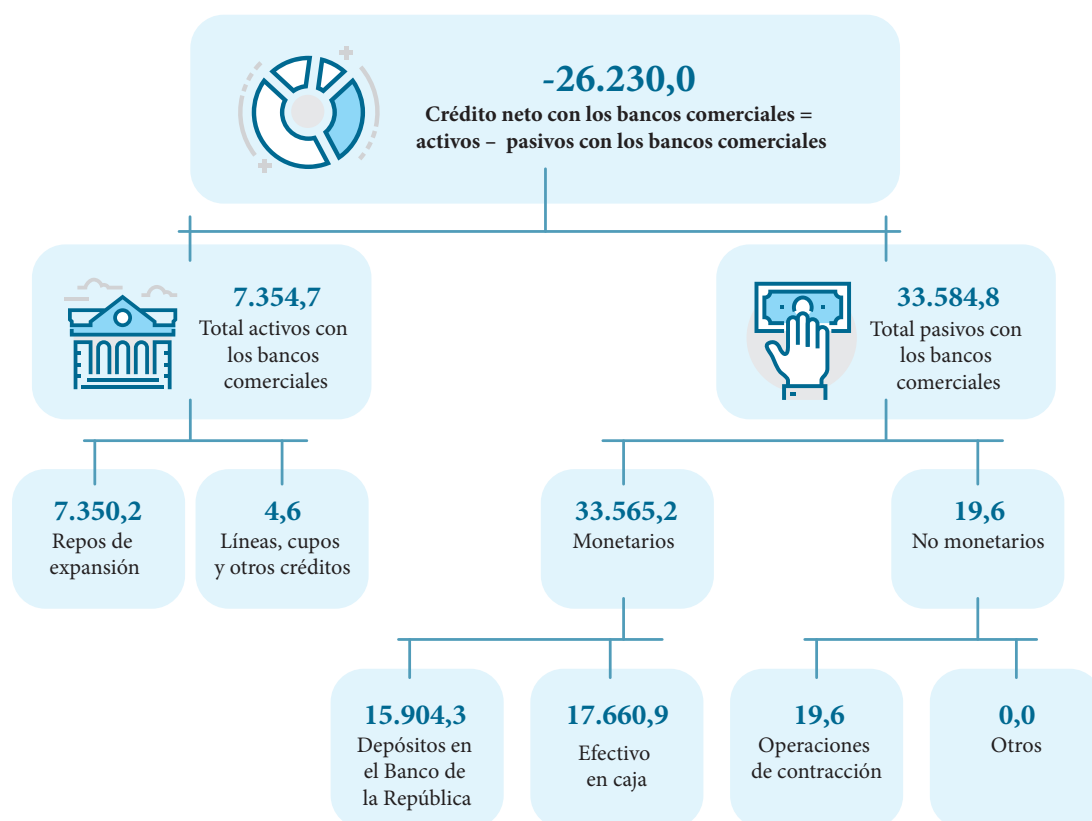 -26.230,0
Crédito neto con los bancos comerciales =
activos – pasivos con los bancos comerciales
7.354,7
Total activos con
los bancos
comerciales
33.584,8
Total pasivos con
los bancos
comerciales
7.350,2
Repos de
expansión
4,6
Líneas, cupos
y otros créditos
33.565,2
Monetarios
19,6
No monetarios
15.904,3
Depósitos en
el Banco de
la República
17.660,9
Efectivo
en caja
19,6
Operaciones
de contracción
0,0
Otros